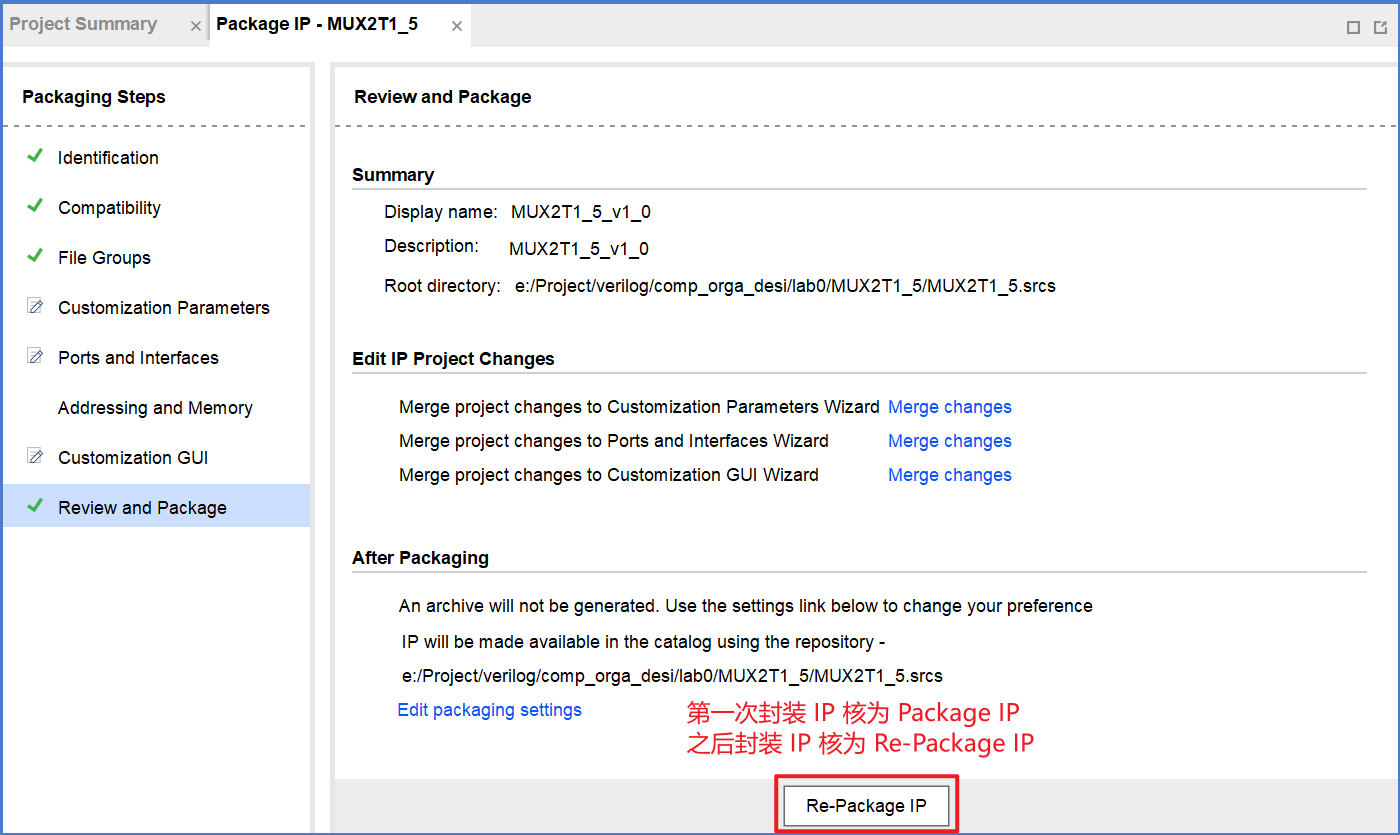 Project Summary
Package IP - MUX2T1_5
Packaging Steps
Identification
Compatibility
File Groups
Customization Parameters
Ports and Interfaces
Addressing and Memory
Customization GUI
Review and Package
Review and Package
Summary
Display name: MUX2T1_5_v1_0
Description: MUX2T1_5_v1_0
Root directory: e:/Project/verilog/comp_orga_desi/lab0/MUX2T1_5/MUX2T1_5.srcs
Edit IP Project Changes
Merge project changes to Customization Parameters Wizard Merge changes
Merge project changes to Ports and Interfaces Wizard Merge changes
Merge project changes to Customization GUI Wizard Merge changes
After Packaging
An archive will not be generated. Use the settings link below to change your preference
IP will be made available in the catalog using the repository -
e:/Project/verilog/comp_orga_desi/lab0/MUX2T1_5/MUX2T1_5.srcs
Edit packaging settings
第一次封装 IP 核为 Package IP
之后封装 IP 核为 Re-Package IP
Re-Package IP